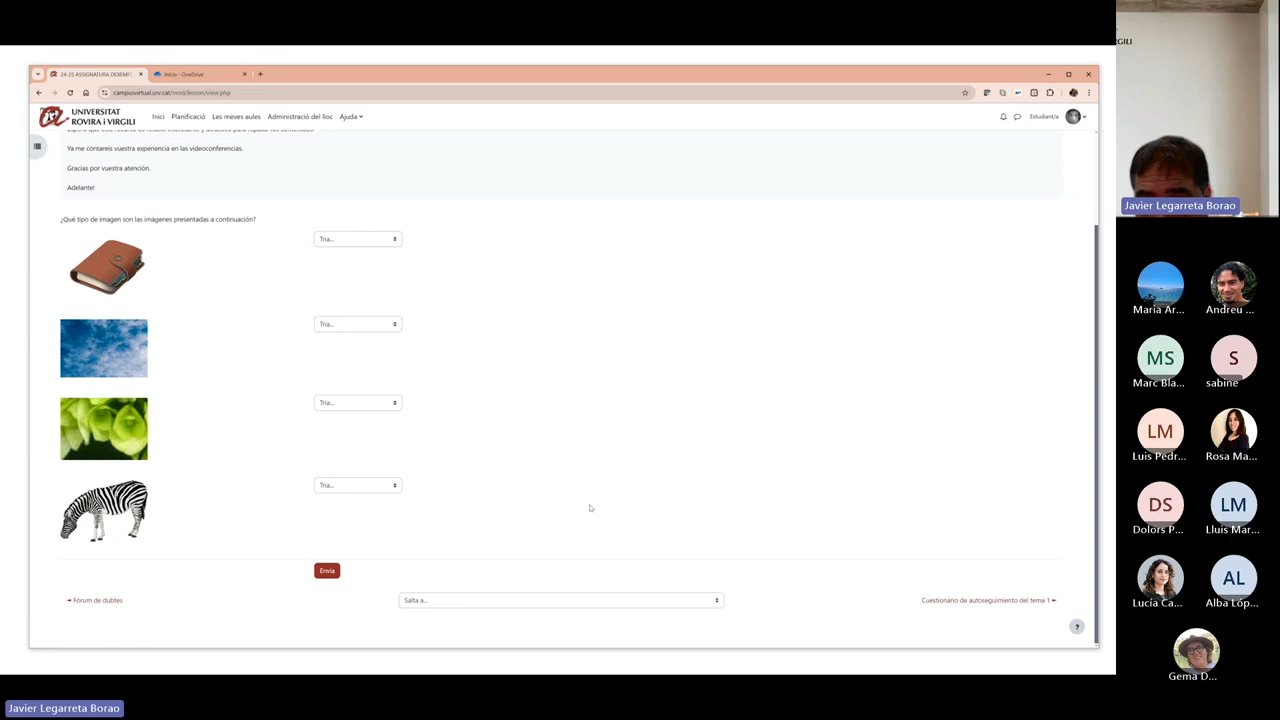 24-25 ASSIGNATURA DEXEMPL
Inicio - OneDrive
campusvirtual.urv.cat/mod/lesson/view.php
UNIVERSITAT
ROVIRA i VIRGILI
Inici
Planificació
Les meves aules
Administració del lloc
Ajuda
Estudiant/a
Ya me contareis vuestra experiencia en las videoconferencias.
Gracias por vuestra atención.
Adelante!
¿Qué tipo de imagen son las imágenes presentadas a continuación?
Tria...
Tria...
Tria...
Tria...
Envia
◄ Fòrum de dubtes
Salta a...
Cuestionario de autoseguimiento del tema 1 ►
?
VIRGILI
Javier Legarreta Borao
Maria Ar...
Andreu ...
MS
Marc Bla...
S
sabine
LM
Luis Pedr...
Rosa Ma...
DS
Dolors P...
LM
Lluis Mar...
Lucía Ca...
AL
Alba Lóp...
Gema D...
Javier Legarreta Borao